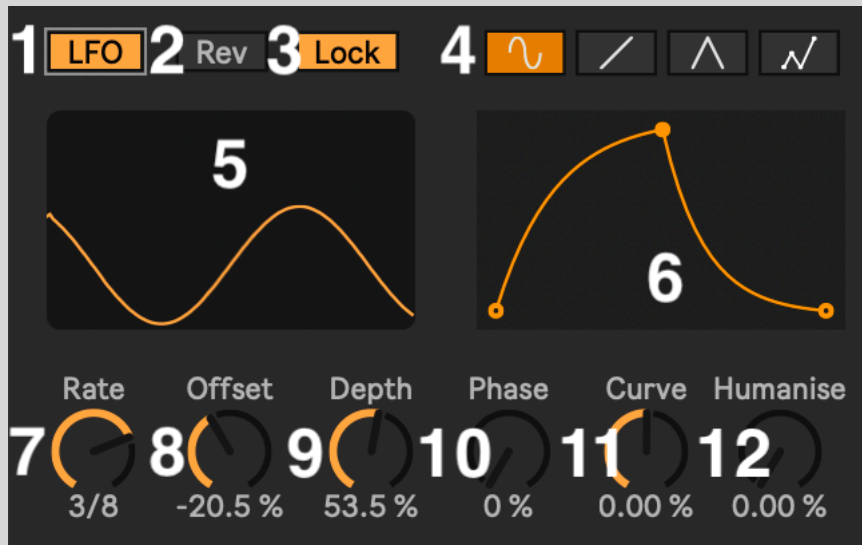 1 LFO 2 Rev 3 Lock 4
5
6
Rate Offset Depth Phase Curve Humanise
7 8 9 10 11 12
3/8 -20.5 % 53.5 % 0 % 0.00 % 0.00 %